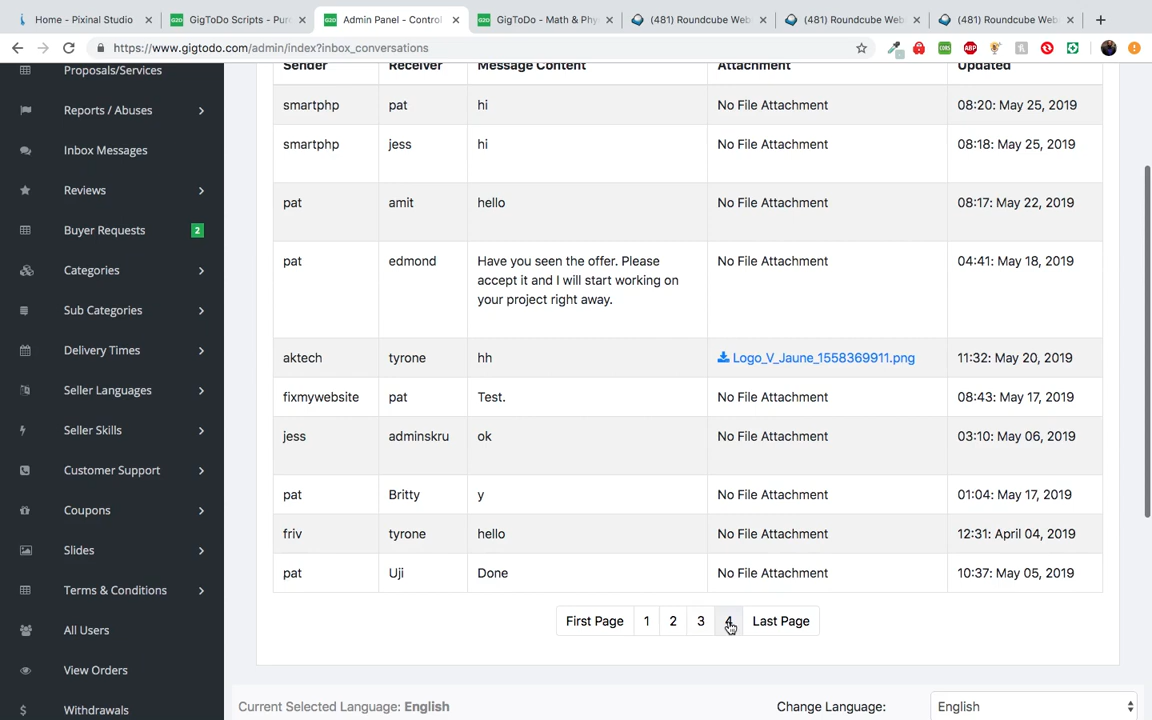 Home - Pixinal Studio
GigToDo Scripts - Pur
Admin Panel - Control
GigToDo - Math & Phy
(481) Roundcube Web
(481) Roundcube Web
(481) Roundcube Web
https://www.gigtodo.com/admin/index?inbox_conversations
Sender Receiver Message Content Attachment Updated
smartphp pat hi No File Attachment 08:20: May 25, 2019
smartphp jess hi No File Attachment 08:18: May 25, 2019
pat amit hello No File Attachment 08:17: May 22, 2019
pat edmond Have you seen the offer. Please No File Attachment 04:41: May 18, 2019
accept it and I will start working on
your project right away.
aktech tyrone hh Logo_V_Jaune_1558369911.png 11:32: May 20, 2019
fixmywebsite pat Test. No File Attachment 08:43: May 17, 2019
jess adminskru ok No File Attachment 03:10: May 06, 2019
pat Britty y No File Attachment 01:04: May 17, 2019
friv tyrone hello No File Attachment 12:31: April 04, 2019
pat Uji Done No File Attachment 10:37: May 05, 2019
First Page 1 2 3 4 Last Page
Proposals/Services
Reports / Abuses
Inbox Messages
Reviews
Buyer Requests 2
Categories
Sub Categories
Delivery Times
Seller Languages
Seller Skills
Customer Support
Coupons
Slides
Terms & Conditions
All Users
View Orders
Withdrawals
Current Selected Language: English
Change Language: English